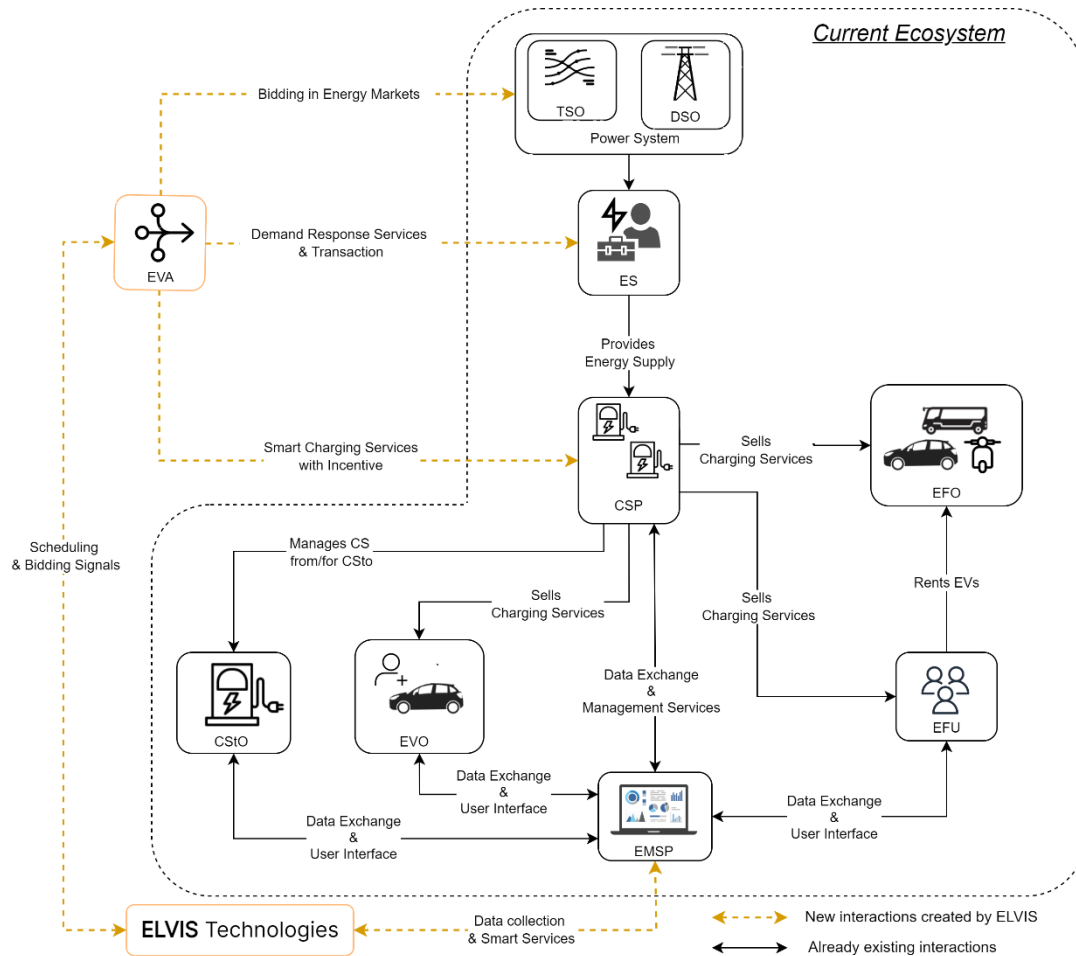 Current Ecosystem
TSO
DSO
Power System
Bidding in Energy Markets
EVA
Demand Response Services
& Transaction
ES
Provides
Energy Supply
CSP
Sells
Charging Services
EFO
Smart Charging Services
with Incentive
Scheduling
& Bidding Signals
Manages CS
from/for CSto
Sells
Charging Services
Sells
Charging Services
Rents EVs
CStO
EVO
Data Exchange
&
Management Services
EFU
Data Exchange
&
User Interface
Data Exchange
&
User Interface
Data Exchange
&
User Interface
EMSP
ELVIS Technologies
Data collection
& Smart Services
New interactions created by ELVIS
Already existing interactions